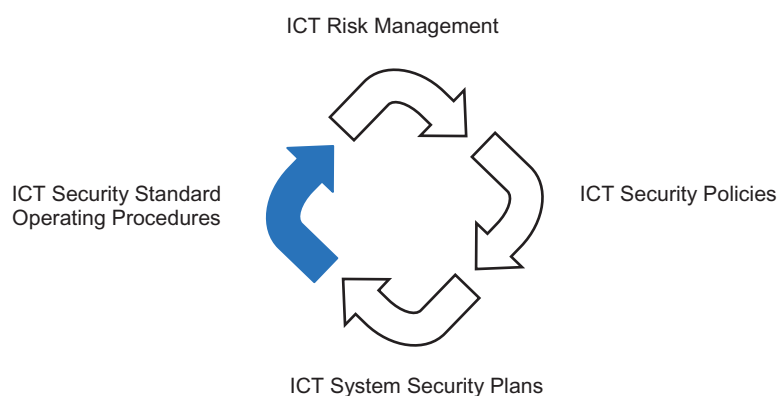 ICT Risk Management
ICT Security Standard
Operating Procedures
ICT Security Policies
ICT System Security Plans